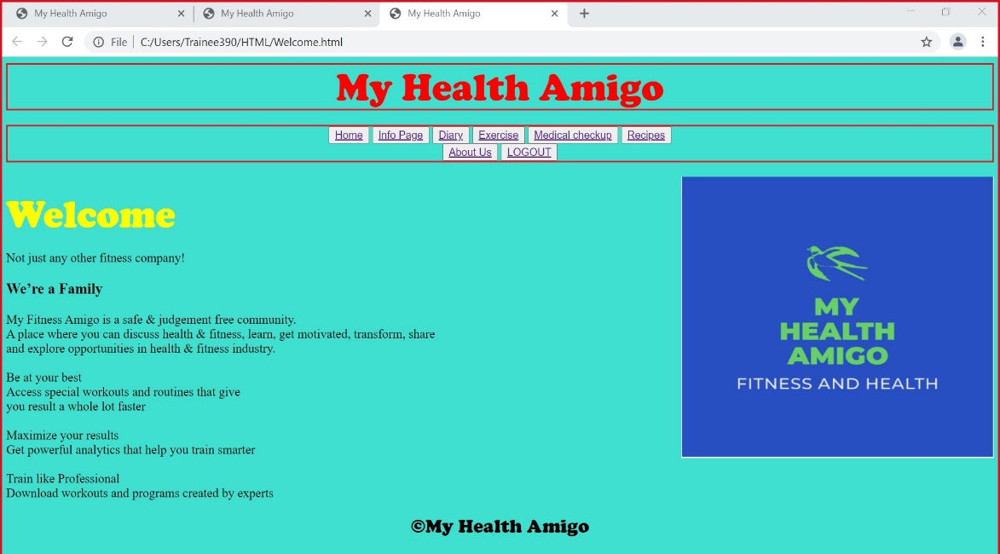 My Health Amigo
My Health Amigo
My Health Amigo
File
C:/Users/Trainee390/HTML/Welcome.html
My Health Amigo
Home Info Page Diary Exercise Medical checkup Recipes
About Us LOGOUT
Welcome
Not just any other fitness company!
We’re a Family
My Fitness Amigo is a safe & judgement free community.
A place where you can discuss health & fitness, learn, get motivated, transform, share
and explore opportunities in health & fitness industry.
Be at your best
Access special workouts and routines that give
you result a whole lot faster
Maximize your results
Get powerful analytics that help you train smarter
Train like Professional
Download workouts and programs created by experts
MY
HEALTH
AMIGO
FITNESS AND HEALTH
©My Health Amigo